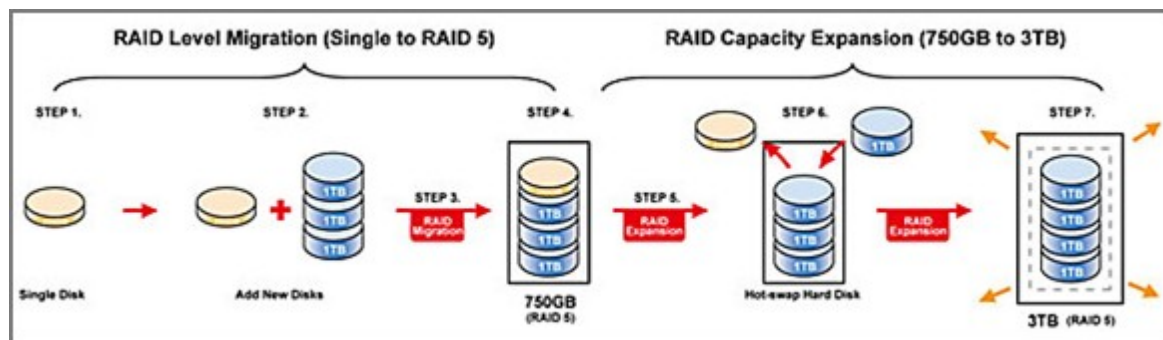 RAID Level Migration (Single to RAID 5)
RAID Capacity Expansion (750GB to 3TB)
STEP 1.
STEP 2.
STEP 4.
STEP 6.
STEP 7.
1TB
1TB
1TB
1TB
STEP 3.
RAID
Migration
1TB
1TB
1TB
STEP 5.
RAID
Expansion
1TB
1TB
1TB
1TB
RAID
Expansion
1TB
1TB
1TB
1TB
Single Disk
Add New Disks
750GB
(RAID 5)
Hot-swap Hard Disk
3TB (RAID 5)